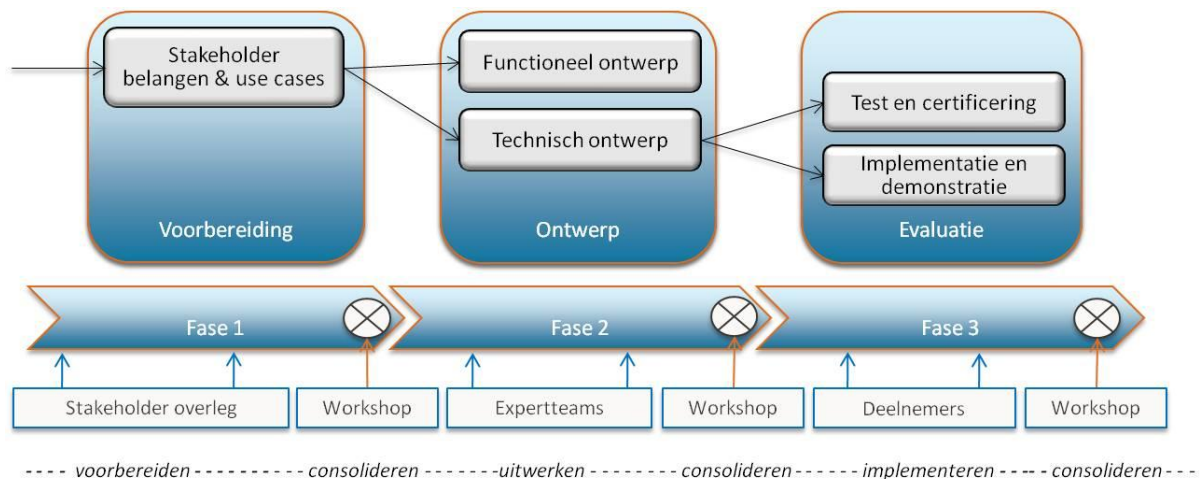 Stakeholder
belangen & use cases
Functioneel ontwerp
Technisch ontwerp
Test en certificering
Implementatie en
demonstratie
Voorbereiding
Ontwerp
Evaluatie
Fase 1
Fase 2
Fase 3
Stakeholder overleg
Workshop
Expertteams
Workshop
Deelnemers
Workshop
voorbereiden
consolideren
uitwerken
consolideren
implementeren
consolideren